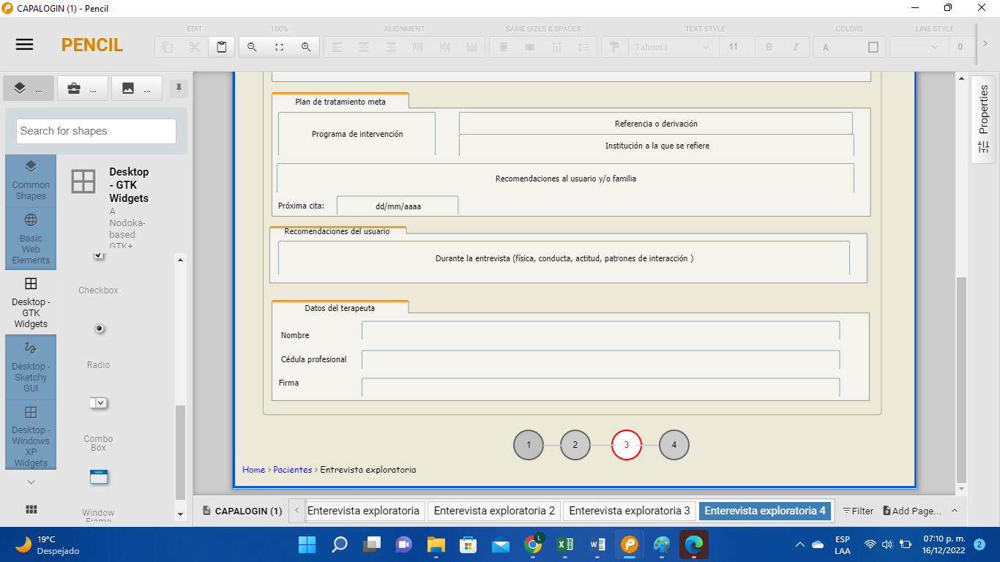 CAPALOGIN (1) - Pencil
PENCIL
EDIT
100%
ALIGNMENT
SAME SIZES & SPACES
TEXT STYLE
COLORS
LINE STYLE
Tahoma
11
B
I
A
0
...
...
...
Search for shapes
Common
Shapes
Basic
Web
Elements
Desktop -
GTK
Widgets
Desktop -
Sketchy
GUI
Desktop -
Windows
XP
Widgets
Desktop
- GTK
Widgets
A
Nodoka-
based
GTK+
Checkbox
Radio
Combo
Box
Window
Frame
Plan de tratamiento meta
Programa de intervención
Referencia o derivación
Institución a la que se refiere
Recomendaciones al usuario y/o familia
Próxima cita:
dd/mm/aaaa
Recomendaciones del usuario
Durante la entrevista (física, conducta, actitud, patrones de interacción )
Datos del terapeuta
Nombre
Cédula profesional
Firma
1
2
3
4
Home > Pacientes > Entrevista exploratoria
Properties
CAPALOGIN (1)
Enterevista exploratoria
Enterevista exploratoria 2
Enterevista exploratoria 3
Enterevista exploratoria 4
Filter
Add Page...
19°C
Despejado
L
ESP
LAA
07:10 p. m.
16/12/2022
2